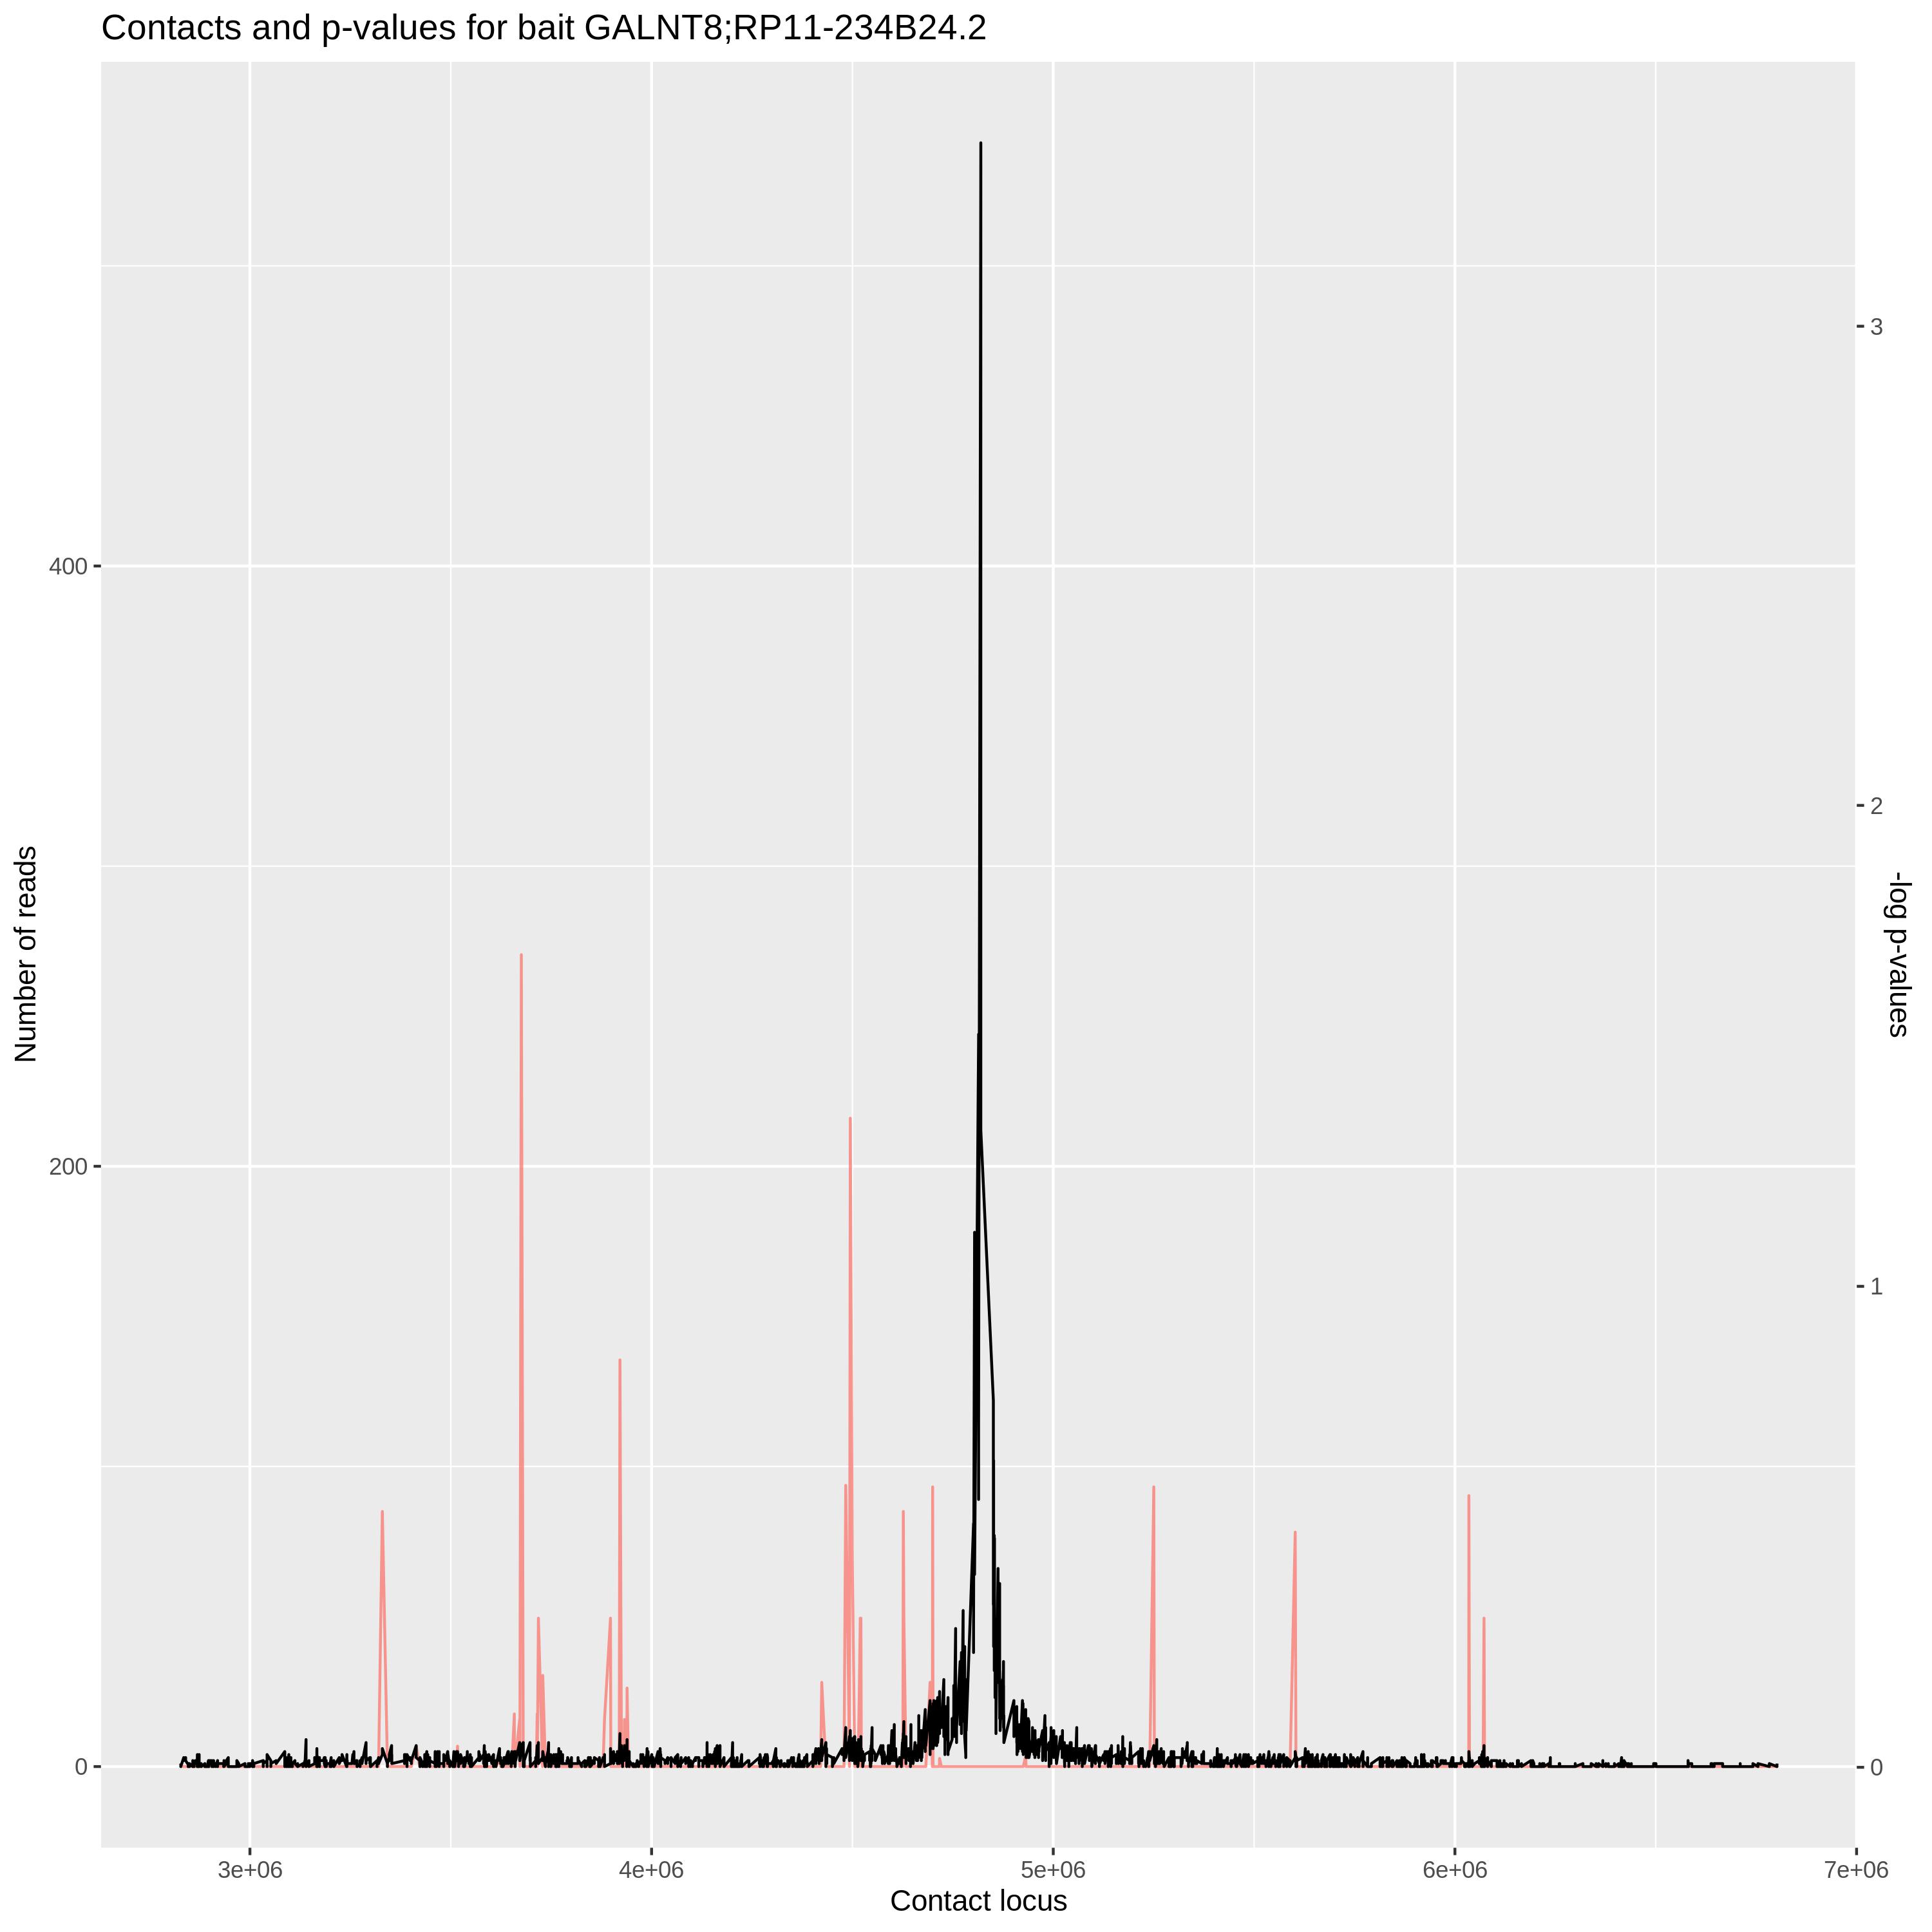 Contacts and p-values for bait GALNT8;RP11-234B24.2
Number of reads
400
200
0
3
2
1
0
-log p-values
3e+06
4e+06
5e+06
6e+06
7e+06
Contact locus